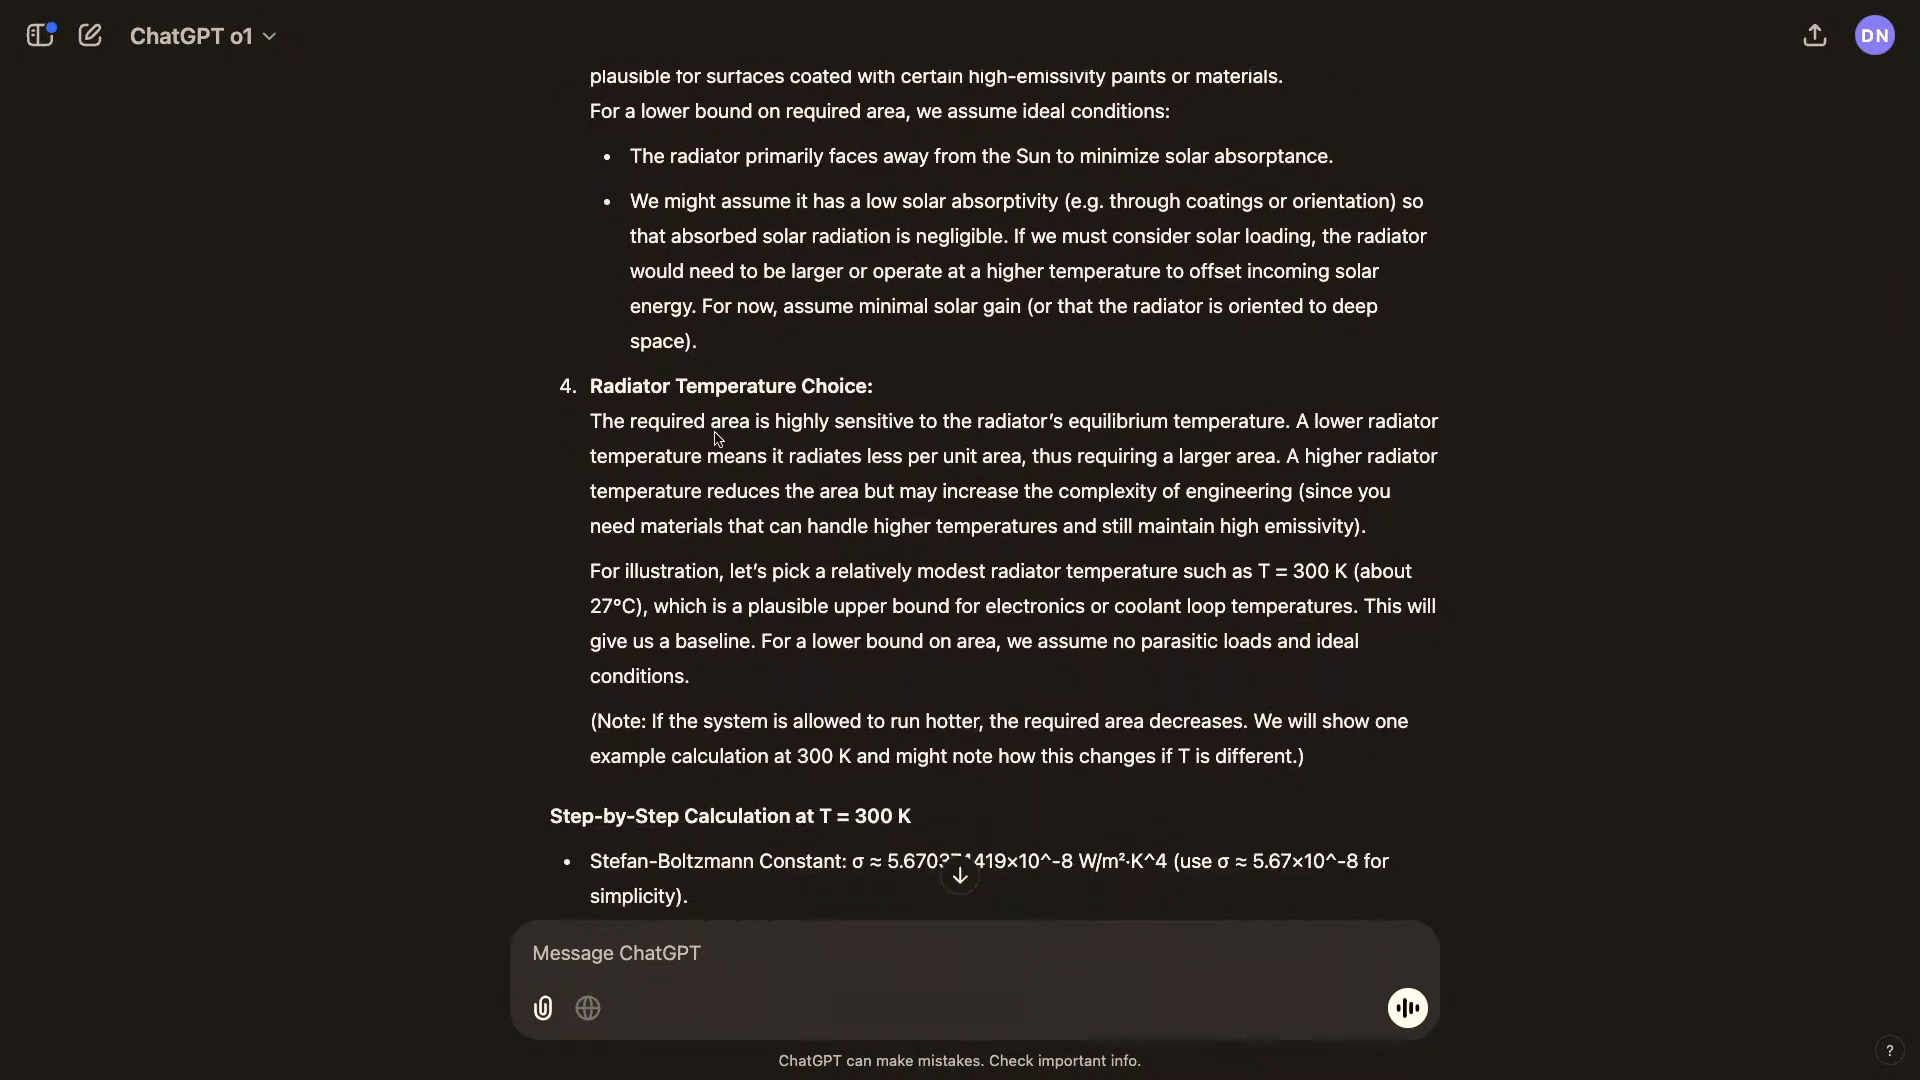 ChatGPT o1
DN
plausible for surfaces coated with certain high-emissivity paints or materials.
For a lower bound on required area, we assume ideal conditions:
• The radiator primarily faces away from the Sun to minimize solar absorptance.
• We might assume it has a low solar absorptivity (e.g. through coatings or orientation) so
that absorbed solar radiation is negligible. If we must consider solar loading, the radiator
would need to be larger or operate at a higher temperature to offset incoming solar
energy. For now, assume minimal solar gain (or that the radiator is oriented to deep
space).
4. Radiator Temperature Choice:
The required area is highly sensitive to the radiator’s equilibrium temperature. A lower radiator
temperature means it radiates less per unit area, thus requiring a larger area. A higher radiator
temperature reduces the area but may increase the complexity of engineering (since you
need materials that can handle higher temperatures and still maintain high emissivity).
For illustration, let’s pick a relatively modest radiator temperature such as T = 300 K (about
27°C), which is a plausible upper bound for electronics or coolant loop temperatures. This will
give us a baseline. For a lower bound on area, we assume no parasitic loads and ideal
conditions.
(Note: If the system is allowed to run hotter, the required area decreases. We will show one
example calculation at 300 K and might note how this changes if T is different.)
Step-by-Step Calculation at T = 300 K
• Stefan-Boltzmann Constant: σ ≈ W/m²·K^4 (use σ ≈ 5.67×10^-8 for
simplicity).
Message ChatGPT
ChatGPT can make mistakes. Check important info.
?